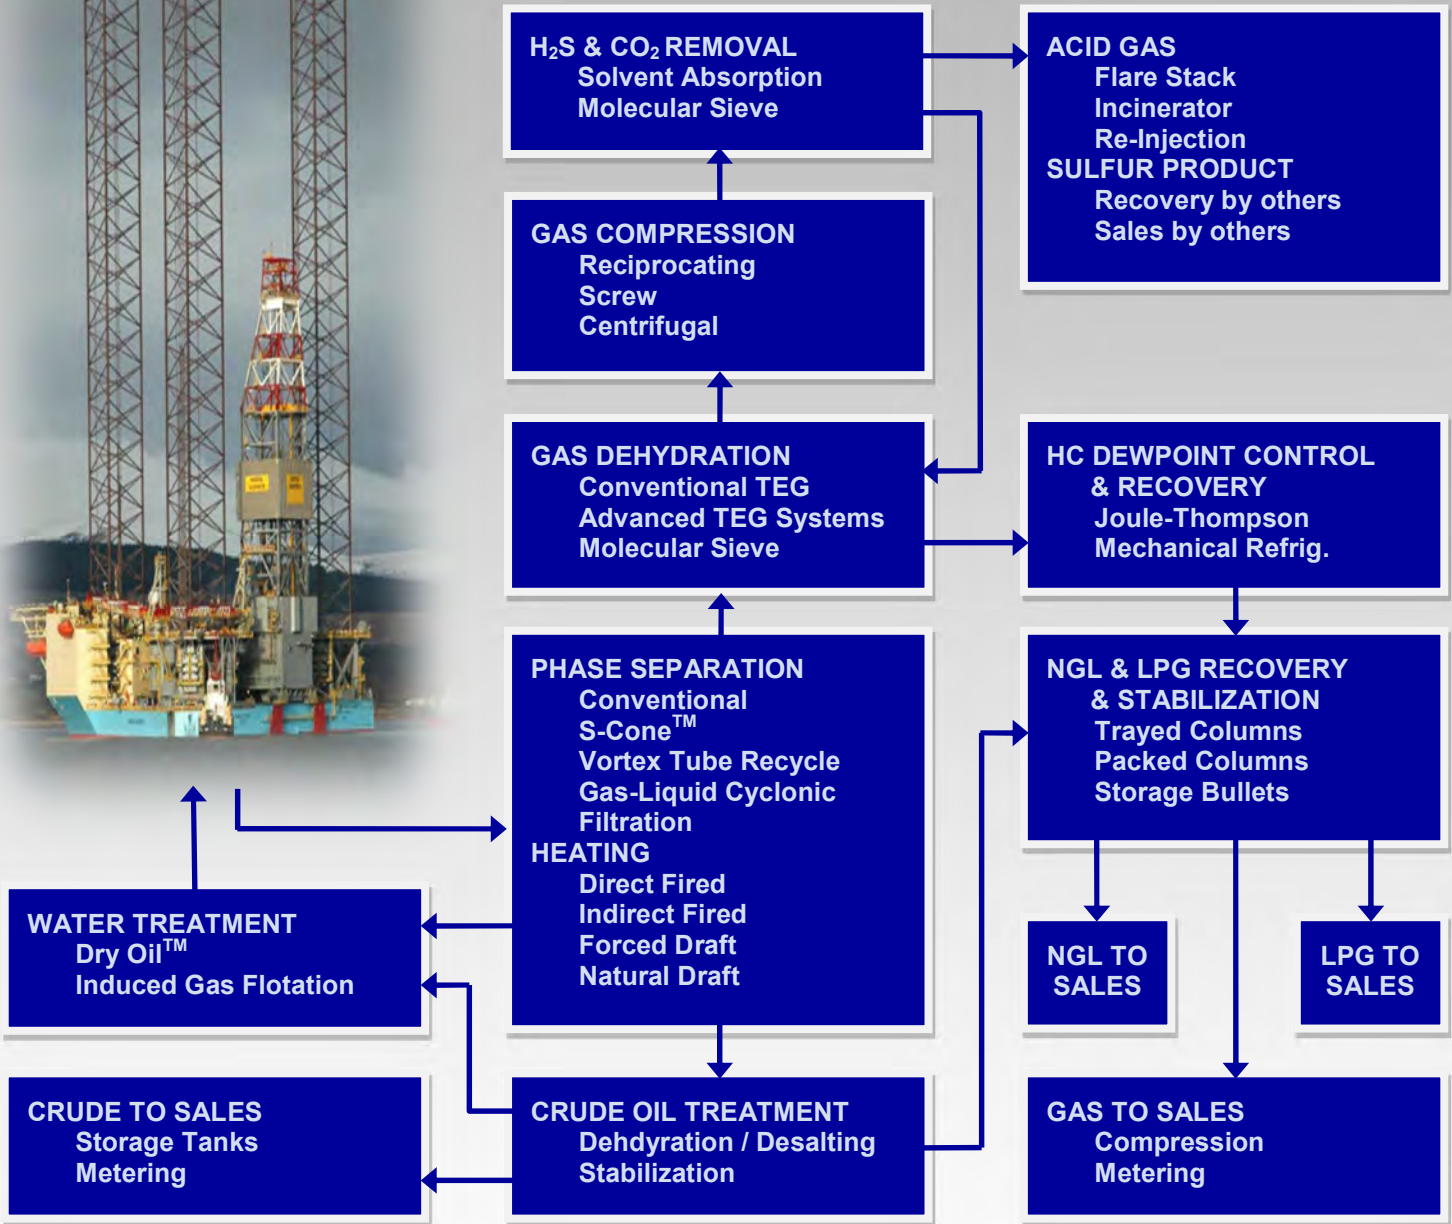 H₂S & CO₂ REMOVAL
Solvent Absorption
Molecular Sieve
ACID GAS
Flare Stack
Incinerator
Re-Injection
SULFUR PRODUCT
Recovery by others
Sales by others
GAS COMPRESSION
Reciprocating
Screw
Centrifugal
GAS DEHYDRATION
Conventional TEG
Advanced TEG Systems
Molecular Sieve
HC DEWPOINT CONTROL
& RECOVERY
Joule-Thompson
Mechanical Refrig.
PHASE SEPARATION
Conventional
S-Cone™
Vortex Tube Recycle
Gas-Liquid Cyclonic
Filtration
HEATING
Direct Fired
Indirect Fired
Forced Draft
Natural Draft
NGL & LPG RECOVERY
& STABILIZATION
Trayed Columns
Packed Columns
Storage Bullets
WATER TREATMENT
Dry Oil™
Induced Gas Flotation
NGL TO
SALES
LPG TO
SALES
CRUDE TO SALES
Storage Tanks
Metering
CRUDE OIL TREATMENT
Dehdyration / Desalting
Stabilization
GAS TO SALES
Compression
Metering